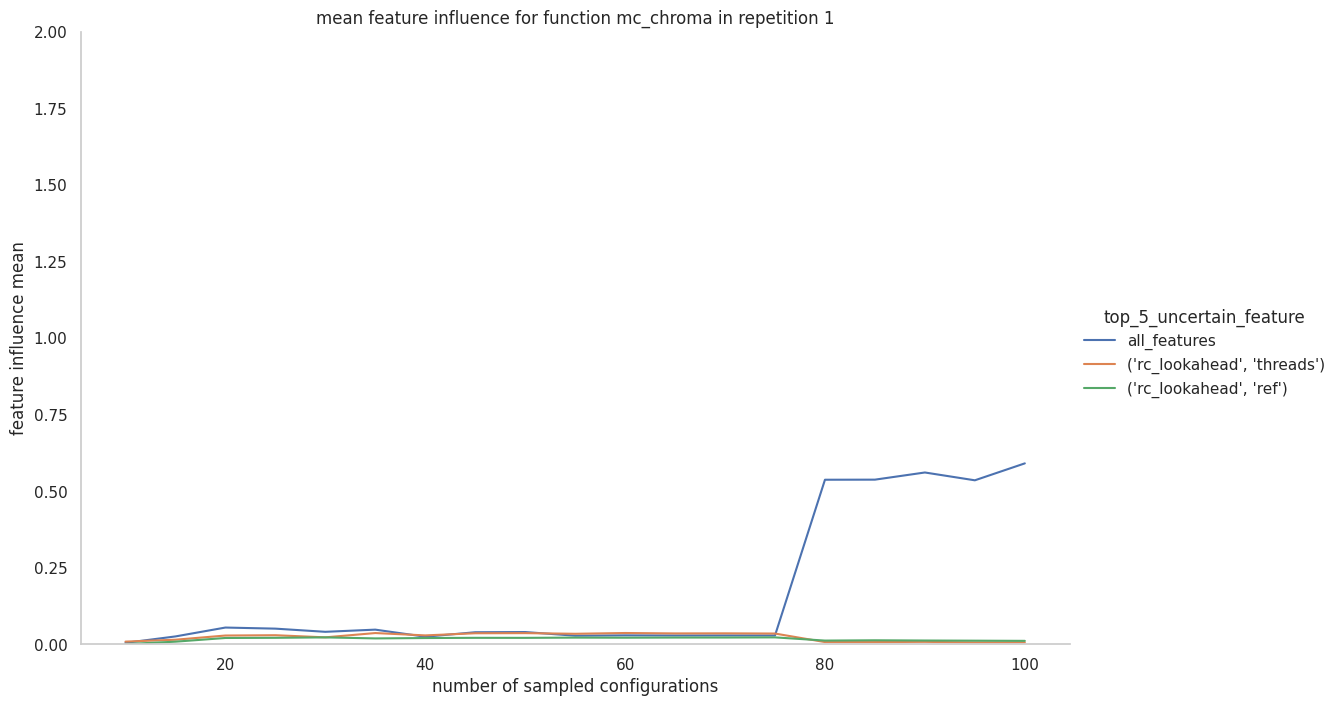 mean feature influence for function mc_chroma in repetition 1
2.00
1.75
1.50
1.25
1.00
0.75
0.50
0.25
0.00
feature influence mean
20
40
60
80
100
number of sampled configurations
top_5_uncertain_feature
all_features
('rc_lookahead', 'threads')
('rc_lookahead', 'ref')